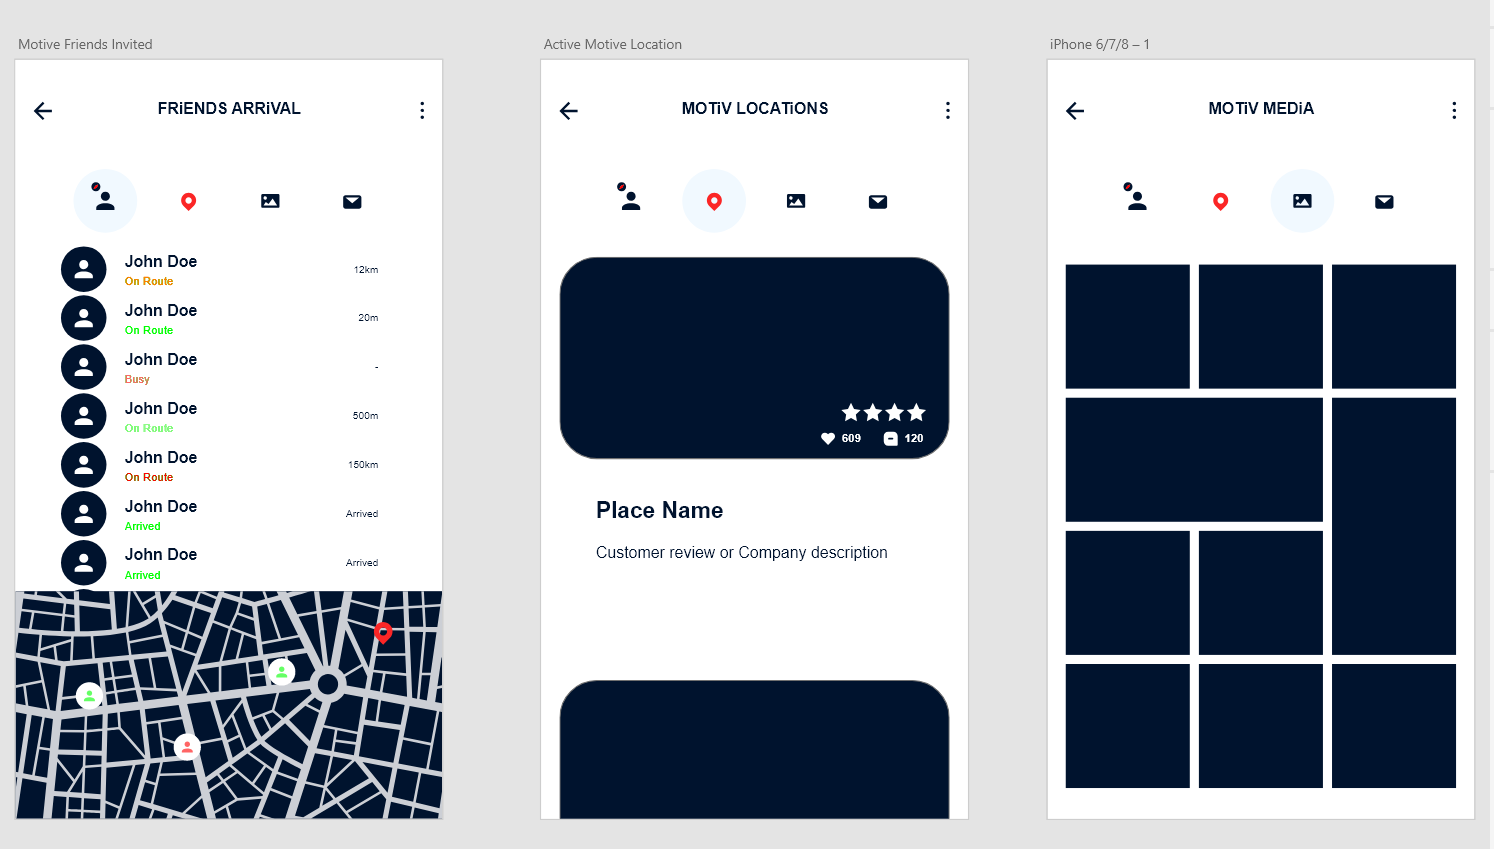 Motive Friends Invited
FRiENDS ARRiVAL
John Doe
On Route
12km
John Doe
On Route
20m
John Doe
Busy
-
John Doe
On Route
500m
John Doe
On Route
150km
John Doe
Arrived
Arrived
John Doe
Arrived
Arrived
Active Motive Location
MOTiV LOCATiONS
609
120
Place Name
Customer review or Company description
iPhone 6/7/8 – 1
MOTiV MEDiA